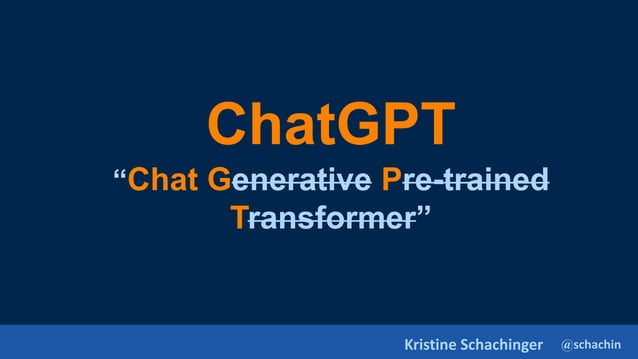 ChatGPT
“Chat Generative Pre-trained
Transformer”
Kristine Schachinger @schachin